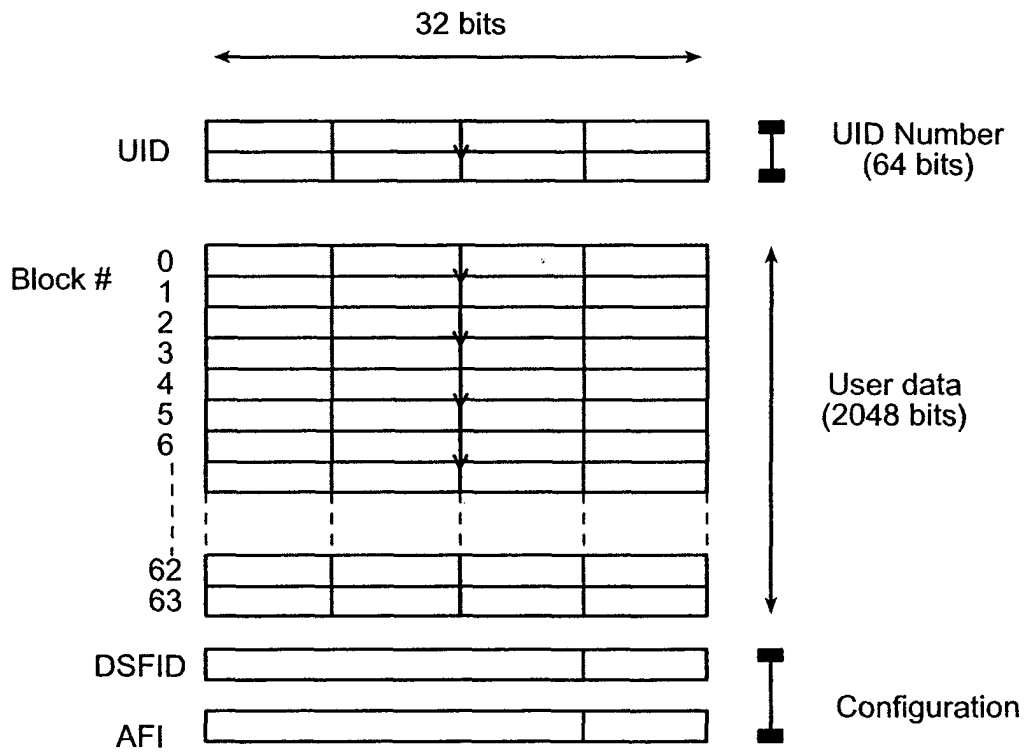 32 bits
UID
UID Number
(64 bits)
Block #
0
1
2
3
4
5
6
User data
(2048 bits)
62
63
DSFID
AFI
Configuration